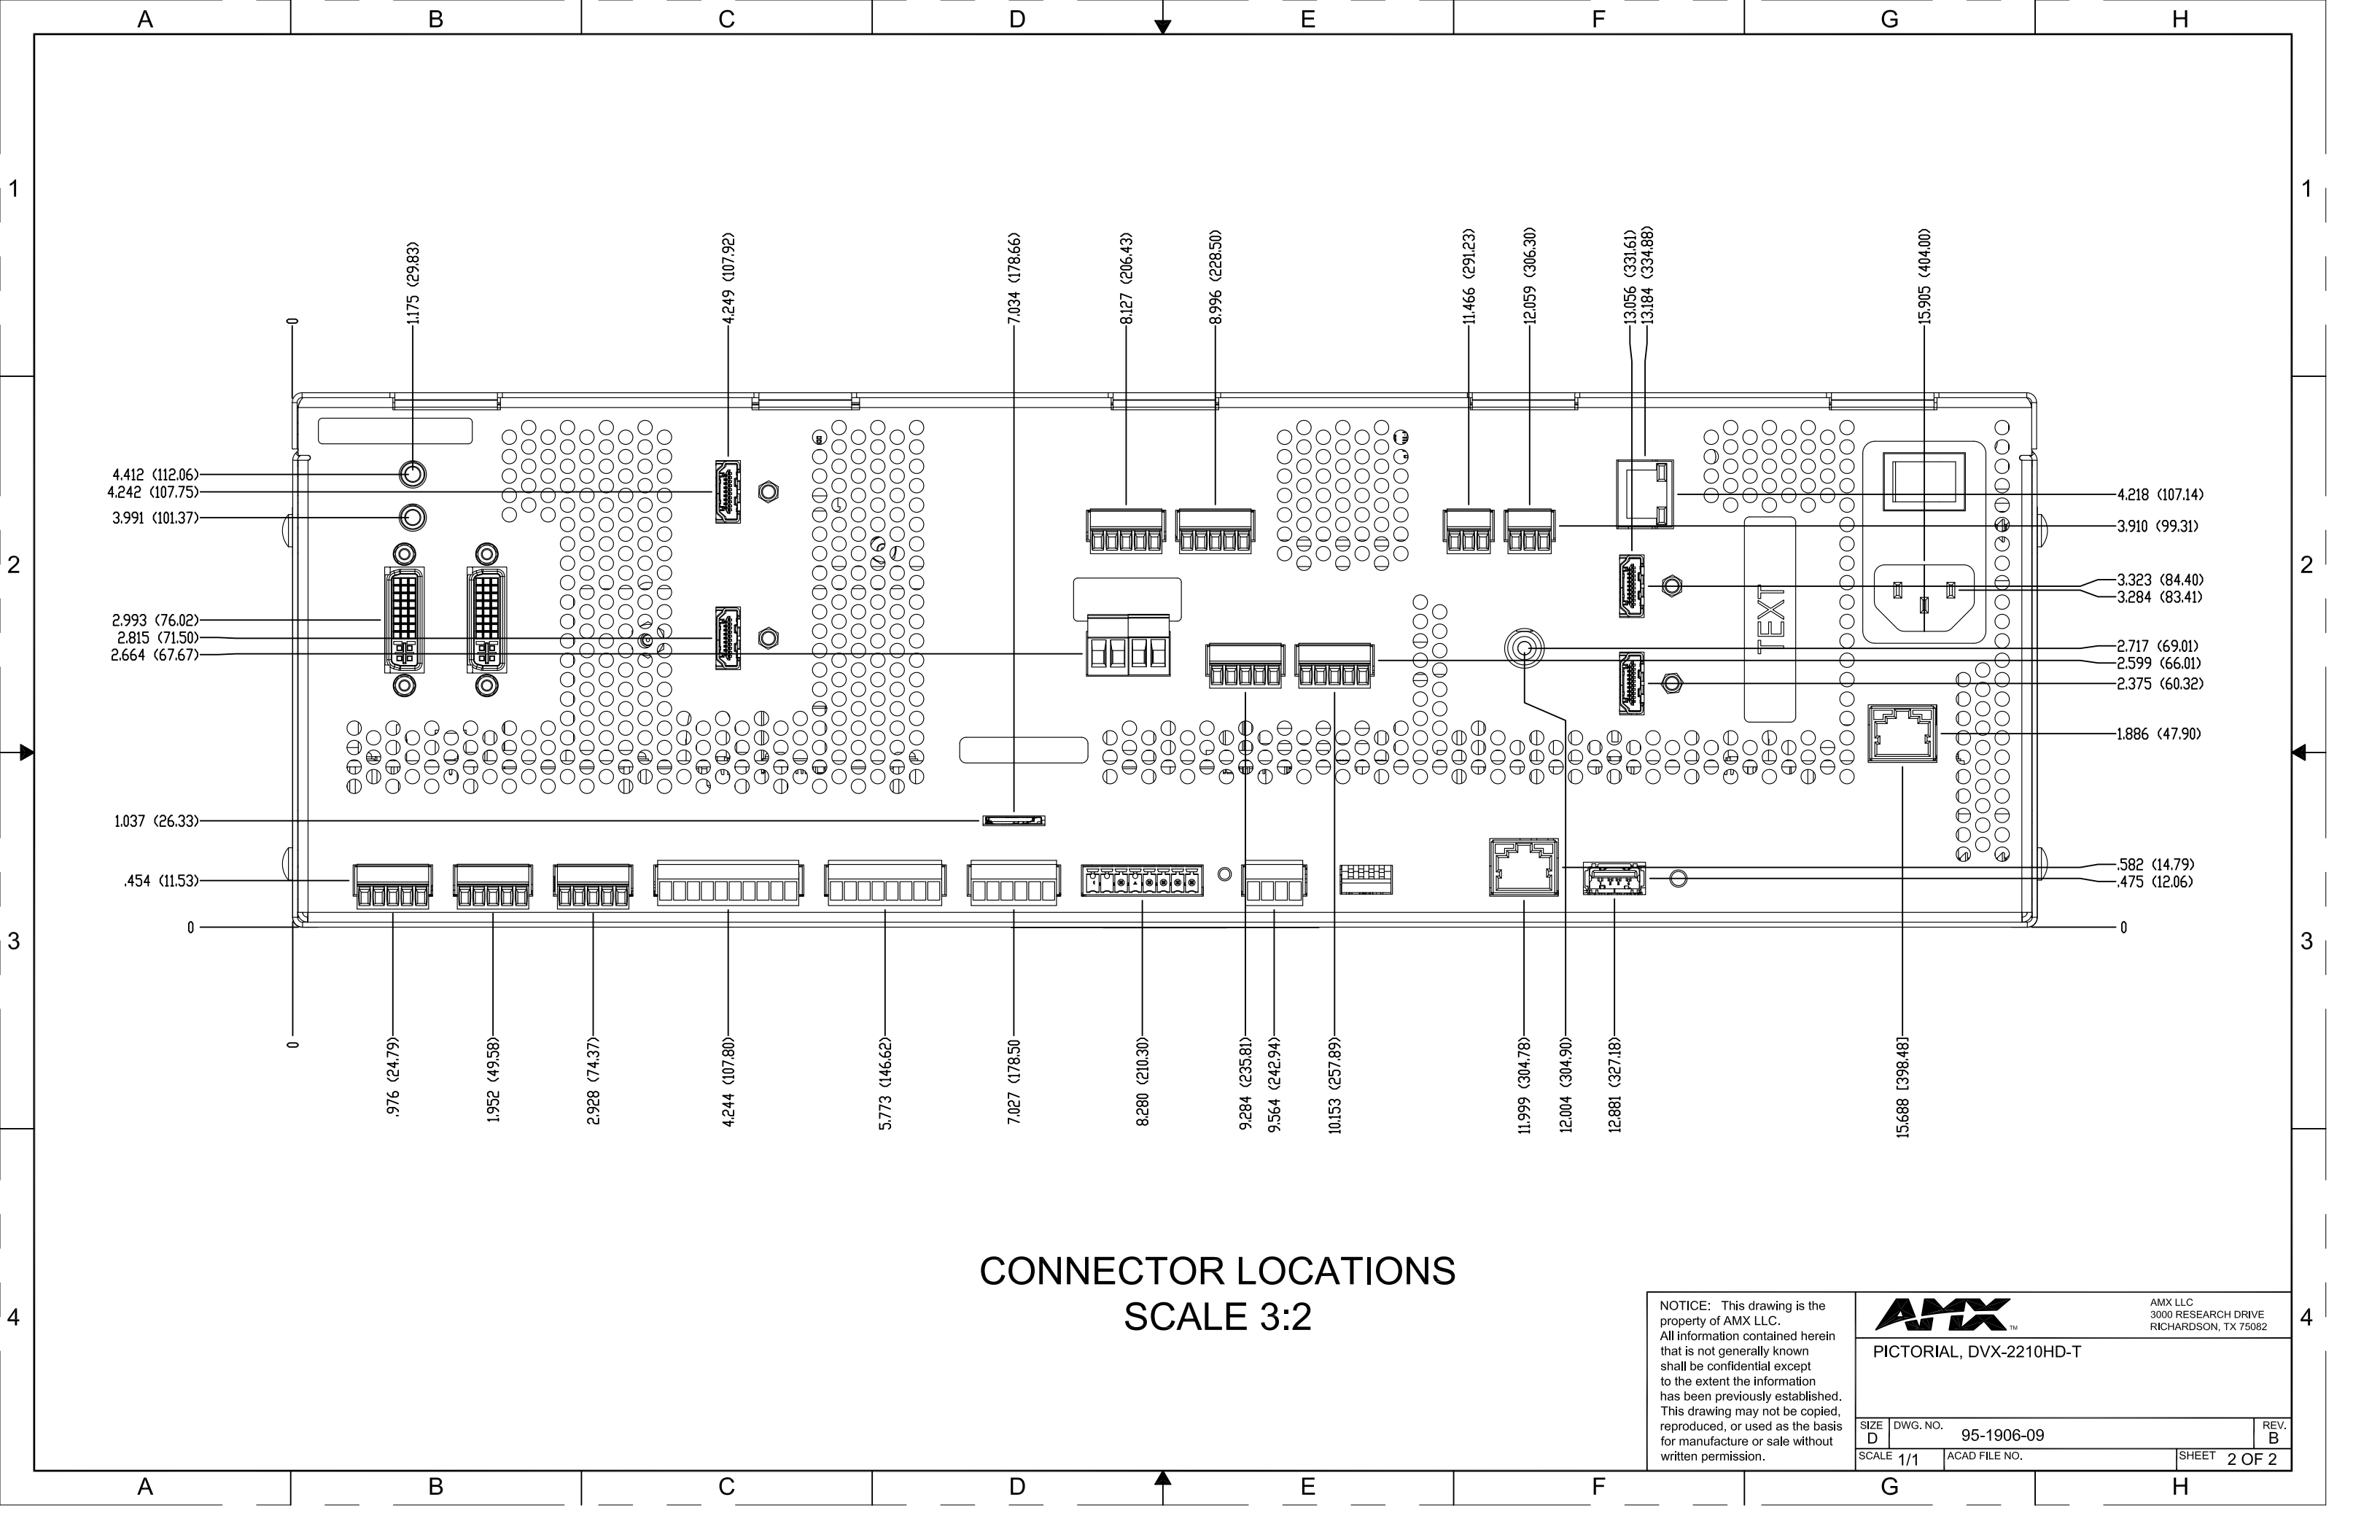 A B C D E F G H
1 1
1.175 (29.83)
4.249 (107.92)
7.034 (178.66)
8.127 (206.43)
8.996 (228.50)
11.466 (291.23)
12.059 (306.30)
13.056 (331.61)
13.184 (334.88)
15.905 (404.00)
0
4.412 (112.06)
4.242 (107.75)
3.991 (101.37)
4.218 (107.14)
3.910 (99.31)
2 2
3.323 (84.40)
3.284 (83.41)
2.993 (76.02)
2.815 (71.50)
2.664 (67.67)
TEXT
2.717 (69.01)
2.599 (66.01)
2.375 (60.32)
1.886 (47.90)
1.037 (26.33)
.454 (11.53)
.582 (14.79)
.475 (12.06)
0 0
3 3
0
.976 (24.79)
1.952 (49.58)
2.928 (74.37)
4.244 (107.80)
5.773 (146.62)
7.027 (178.50
8.280 (210.30)
9.284 (235.81)
9.564 (242.94)
10.153 (257.89)
11.999 (304.78)
12.004 (304.90)
12.881 (327.18)
15.688 [398.48]
CONNECTOR LOCATIONS
SCALE 3:2
4 4
NOTICE: This drawing is the
property of AMX LLC.
All information contained herein
that is not generally known
shall be confidential except
to the extent the information
has been previously established.
This drawing may not be copied,
reproduced, or used as the basis
for manufacture or sale without
written permission.
AMX TM
AMX LLC
3000 RESEARCH DRIVE
RICHARDSON, TX 75082
PICTORIAL, DVX-2210HD-T
SIZE D
DWG. NO. 95-1906-09
REV. B
SCALE 1/1
ACAD FILE NO.
SHEET 2 OF 2
A B C D E F G H